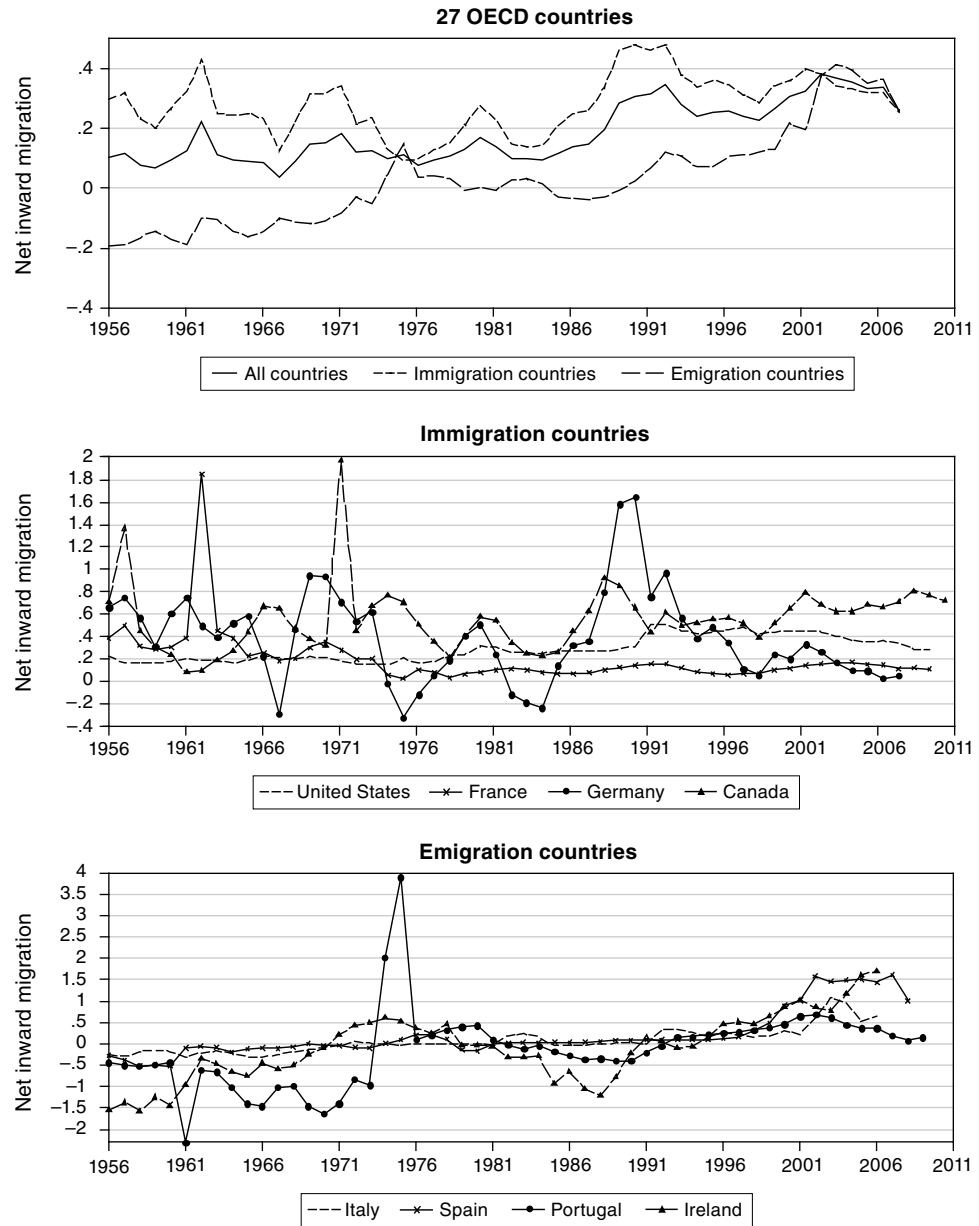 27 OECD countries
Net inward migration
.4
.2
0
–.2
–.4
1956 1961 1966 1971 1976 1981 1986 1991 1996 2001 2006 2011
All countries Immigration countries Emigration countries
Immigration countries
Net inward migration
2
1.8
1.6
1.4
1.2
1
.8
.6
.4
.2
0
–.2
–.4
1956 1961 1966 1971 1976 1981 1986 1991 1996 2001 2006 2011
United States France Germany Canada
Emigration countries
Net inward migration
4
3.5
3
2.5
2
1.5
1
.5
0
–0.5
–1
–1.5
–2
1956 1961 1966 1971 1976 1981 1986 1991 1996 2001 2006 2011
Italy Spain Portugal Ireland